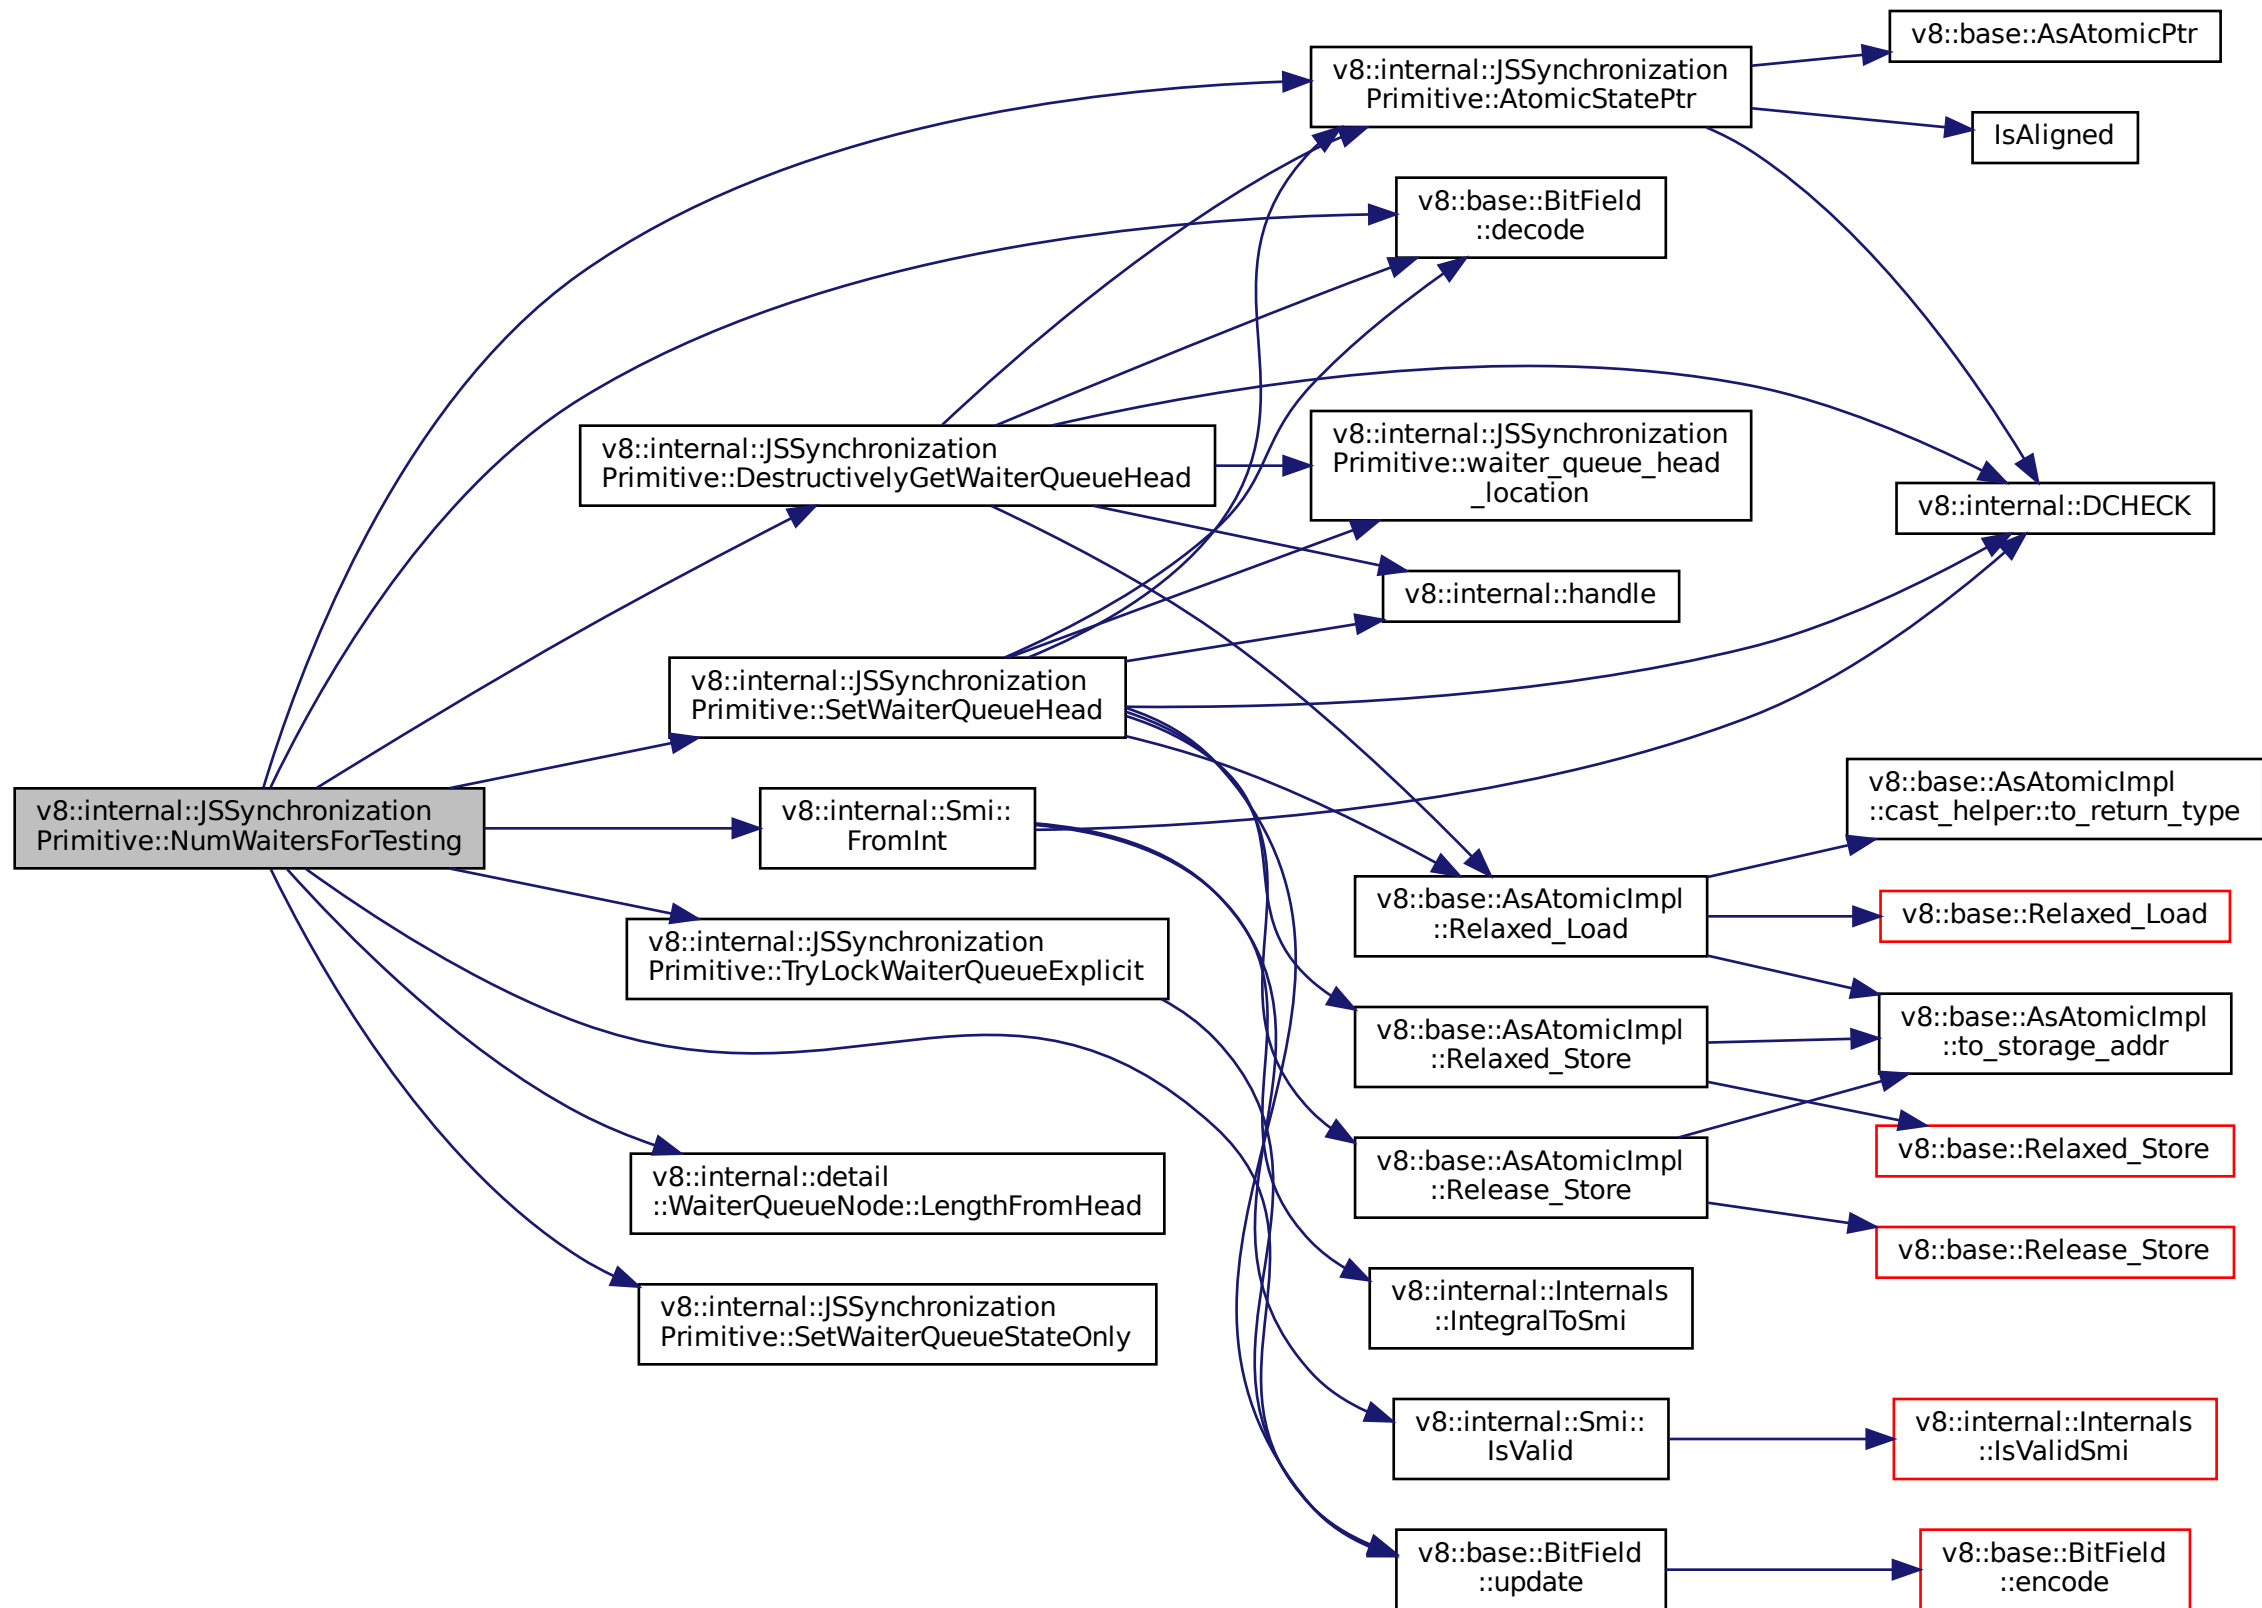 v8::internal::JSSynchronization
Primitive::NumWaitersForTesting
v8::internal::JSSynchronization
Primitive::DestructivelyGetWaiterQueueHead
v8::internal::JSSynchronization
Primitive::SetWaiterQueueHead
v8::internal::Smi::
FromInt
v8::internal::JSSynchronization
Primitive::TryLockWaiterQueueExplicit
v8::internal::detail
::WaiterQueueNode::LengthFromHead
v8::internal::JSSynchronization
Primitive::SetWaiterQueueStateOnly
v8::internal::JSSynchronization
Primitive::AtomicStatePtr
v8::base::BitField
::decode
v8::internal::JSSynchronization
Primitive::waiter_queue_head
_location
v8::internal::handle
v8::base::AsAtomicImpl
::Relaxed_Load
v8::base::AsAtomicImpl
::Relaxed_Store
v8::base::AsAtomicImpl
::Release_Store
v8::internal::Internals
::IntegralToSmi
v8::internal::Smi::
IsValid
v8::base::BitField
::update
v8::base::AsAtomicPtr
IsAligned
v8::internal::DCHECK
v8::base::AsAtomicImpl
::cast_helper::to_return_type
v8::base::Relaxed_Load
v8::base::AsAtomicImpl
::to_storage_addr
v8::base::Relaxed_Store
v8::base::Release_Store
v8::internal::Internals
::IsValidSmi
v8::base::BitField
::encode